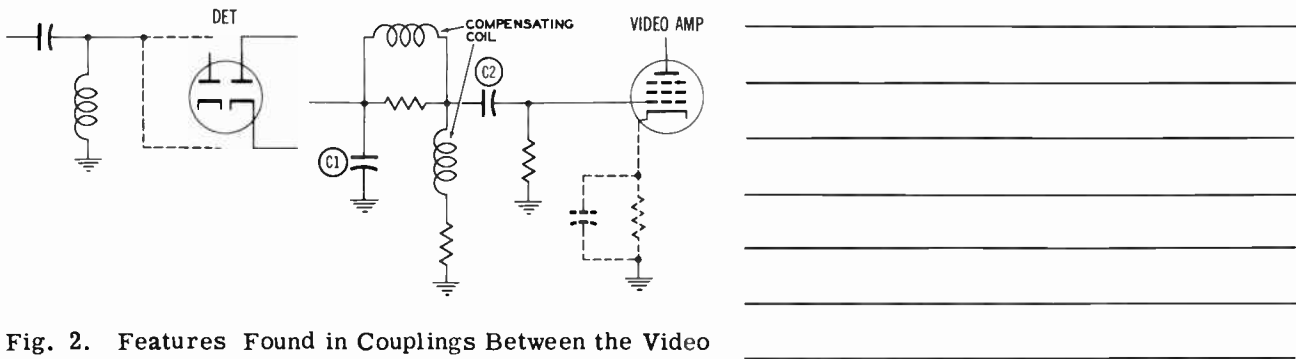 DET
COMPENSATING
COIL
VIDEO AMP
C2
C1
Fig. 2. Features Found in Couplings Between the Video